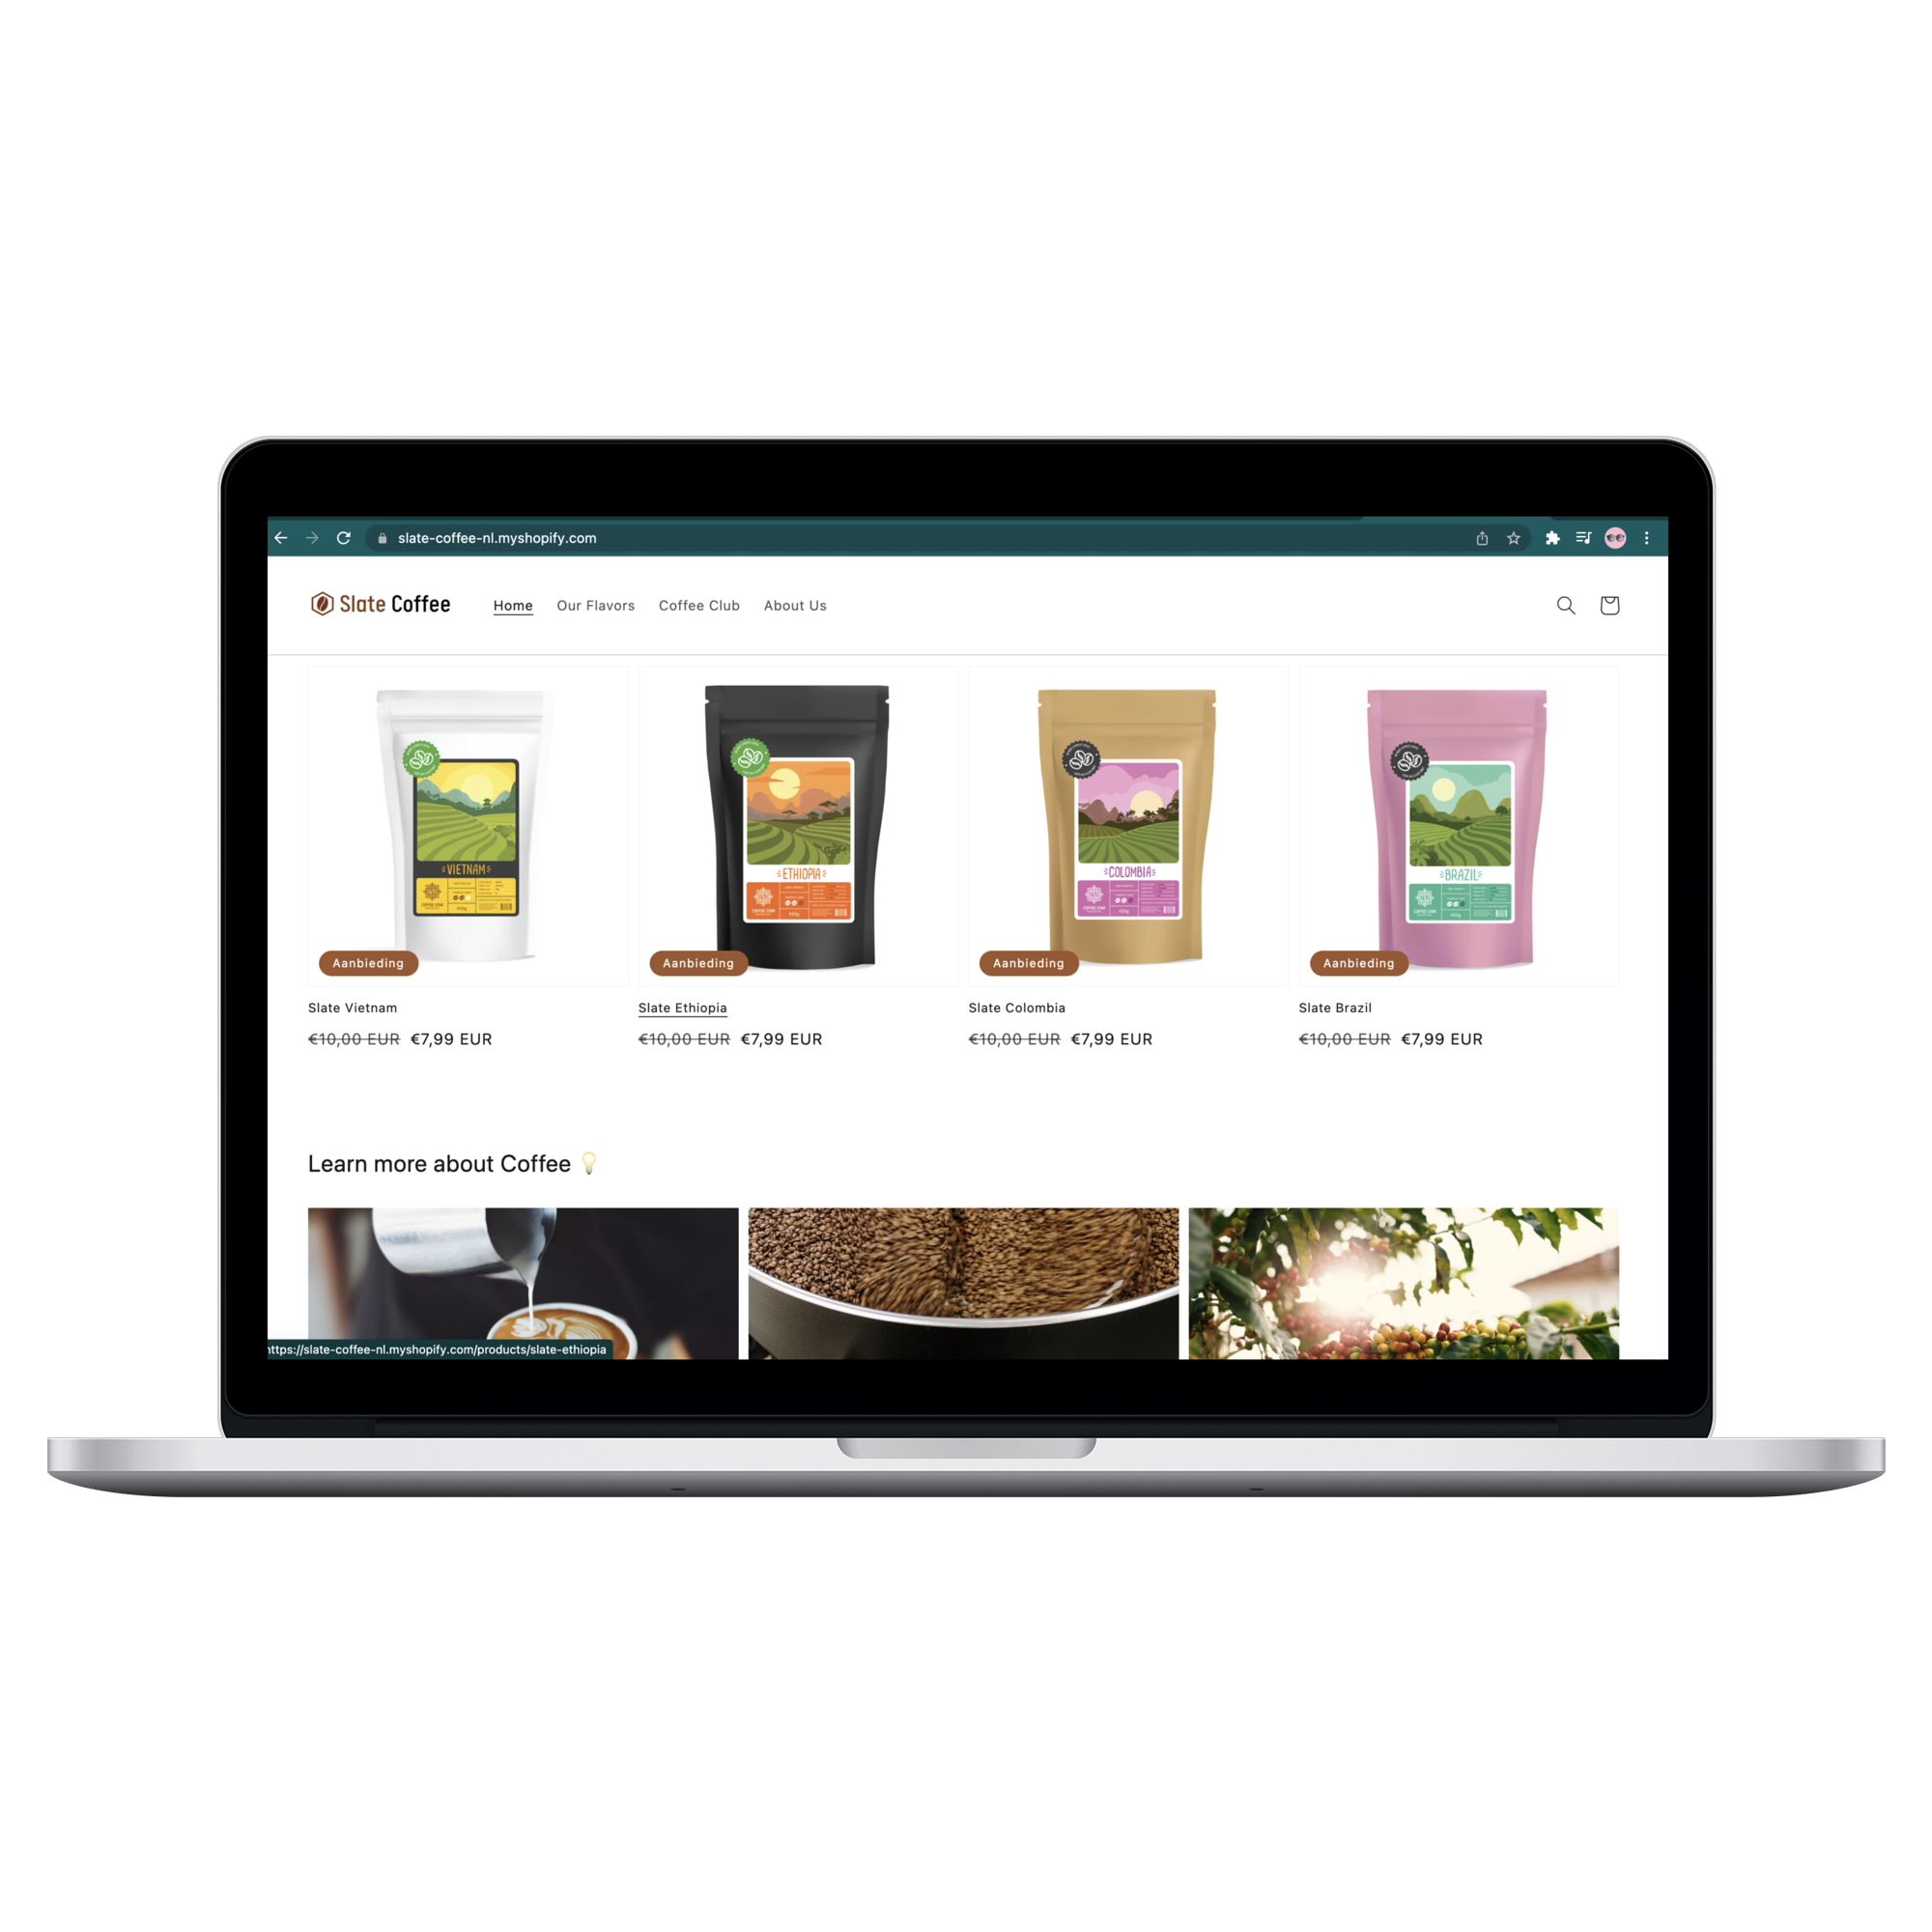 slate-coffee-nl.myshopify.com
Slate Coffee Home Our Flavors Coffee Club About Us
VIETNAM
ETHIOPIA
COLOMBIA
BRAZIL
Aanbieding Aanbieding Aanbieding Aanbieding
Slate Vietnam Slate Ethiopia Slate Colombia Slate Brazil
€10,00 EUR €7,99 EUR €10,00 EUR €7,99 EUR €10,00 EUR €7,99 EUR €10,00 EUR €7,99 EUR
Learn more about Coffee 💡
https://slate-coffee-nl.myshopify.com/products/slate-ethiopia